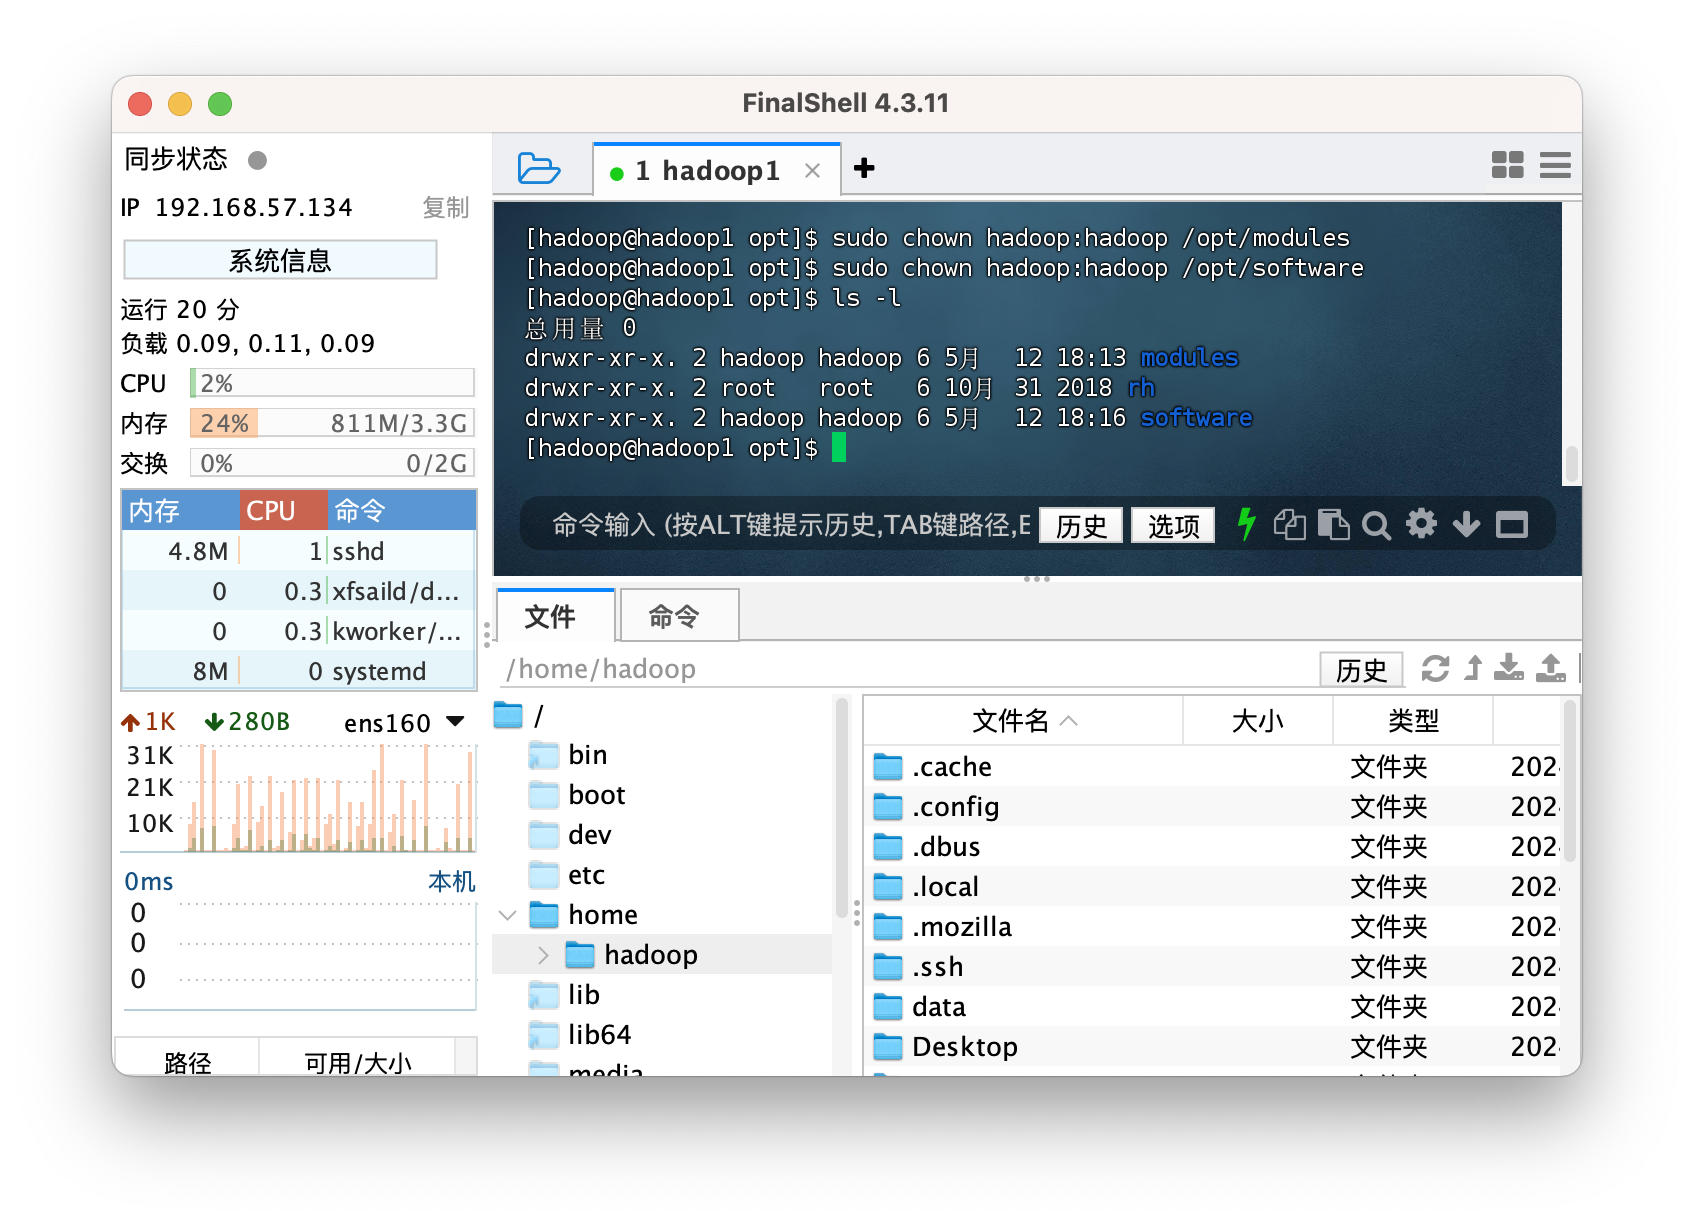 FinalShell 4.3.11
同步状态
IP 192.168.57.134 复制
系统信息
运行 20 分
负载 0.09, 0.11, 0.09
CPU 2%
内存 24% 811M/3.3G
交换 0% 0/2G
内存 CPU 命令
4.8M 1 sshd
0 0.3 xfsaild/d...
0 0.3 kworker/...
8M 0 systemd
1K 280B ens160
31K
21K
10K
0ms 本机
0
0
0
路径 可用/大小
1 hadoop1
[hadoop@hadoop1 opt]$ sudo chown hadoop:hadoop /opt/modules
[hadoop@hadoop1 opt]$ sudo chown hadoop:hadoop /opt/software
[hadoop@hadoop1 opt]$ ls -l
总用量 0
drwxr-xr-x. 2 hadoop hadoop 6 5月 12 18:13 modules
drwxr-xr-x. 2 root root 6 10月 31 2018 rh
drwxr-xr-x. 2 hadoop hadoop 6 5月 12 18:16 software
[hadoop@hadoop1 opt]$
命令输入 (按ALT键提示历史,TAB键路径,E 历史 选项
文件 命令
/home/hadoop 历史
/
bin
boot
dev
etc
home
hadoop
lib
lib64
media
文件名 大小 类型
.cache 文件夹 202
.config 文件夹 202
.dbus 文件夹 202
.local 文件夹 202
.mozilla 文件夹 202
.ssh 文件夹 202
data 文件夹 202
Desktop 文件夹 202